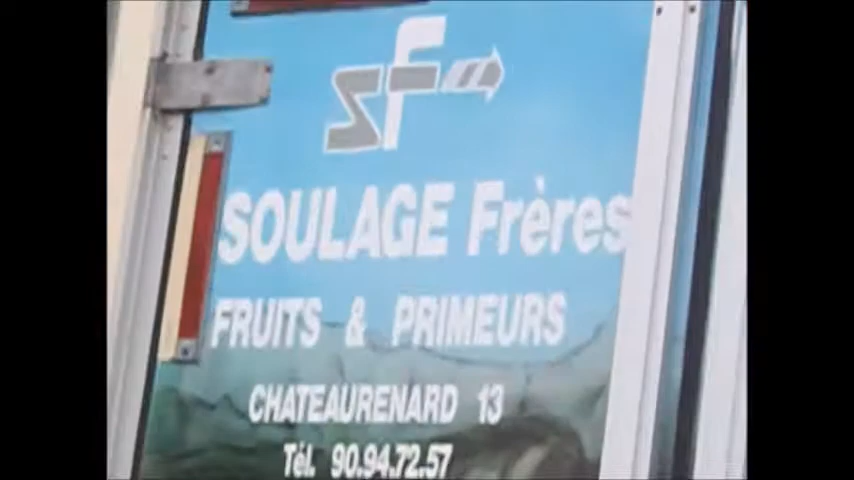 sf
SOULAGE Frères
FRUITS & PRIMEURS
CHATEAURENARD 13
Tél. 90.94.72.57